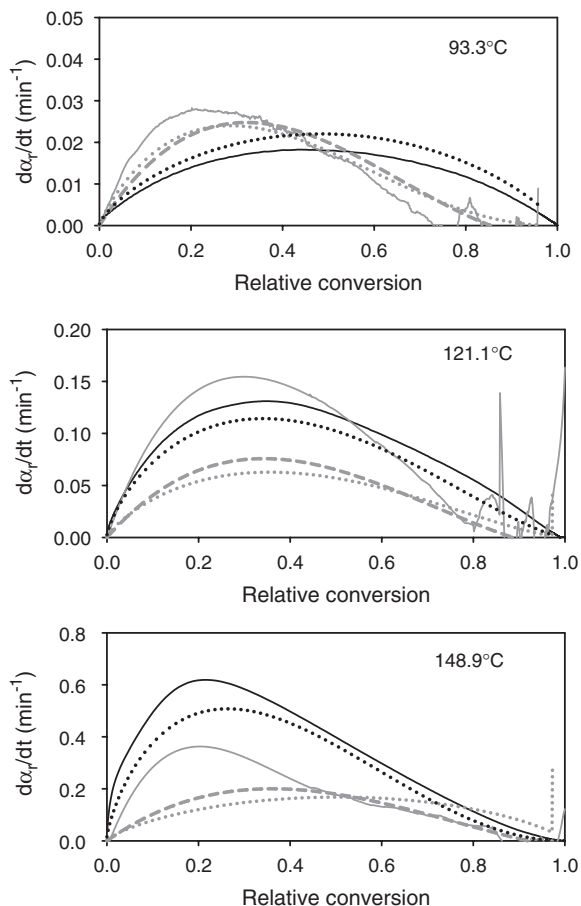 0.05
0.04
0.03
0.02
0.01
0.00
dαr/dt (min-1)
93.3°C
0.0 0.2 0.4 0.6 0.8 1.0
Relative conversion
0.20
0.15
0.10
0.05
0.00
dαr/dt (min-1)
121.1°C
0.0 0.2 0.4 0.6 0.8 1.0
Relative conversion
0.8
0.6
0.4
0.2
0.0
dαr/dt (min-1)
148.9°C
0.0 0.2 0.4 0.6 0.8 1.0
Relative conversion